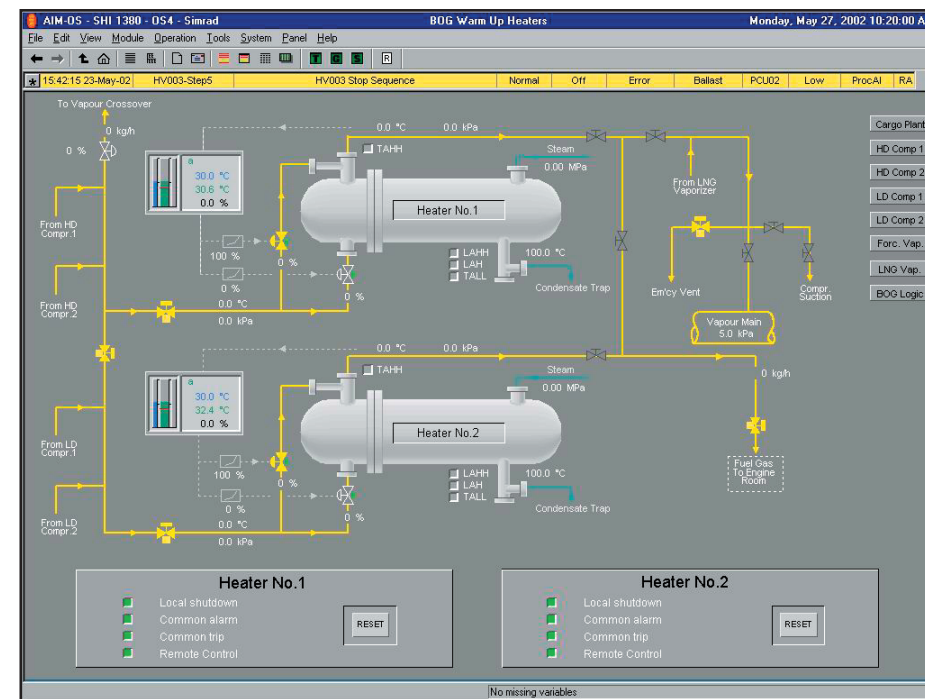 AIM-OS - SHI 1380 - OS4 - Simrad BOG Warm Up Heaters Monday, May 27, 2002 10:20:00 A
File Edit View Module Operation Tools System Panel Help
T G S R
15:42:15 23-May-02 HV003-Step5 HV003 Stop Sequence Normal Off Error Ballast PCU02 Low ProcAl RA
To Vapour Crossover
0 kg/h
0 %
From HD
Compr.1
From HD
Compr.2
From LD
Compr.1
From LD
Compr.2
a
30.0 °C
30.6 °C
0.0 %
100 %
0 %
0 %
0 %
0.0 °C
0.0 kPa
0.0 °C 0.0 kPa
TAHH
Steam
0.00 MPa
Heater No.1
LAHH
LAH
TALL
100.0 °C
Condensate Trap
From LNG
Vaporizer
Em'cy Vent
Compr.
Suction
Vapour Main
5.0 kPa
Cargo Plant
HD Comp 1
HD Comp 2
LD Comp 1
LD Comp 2
Forc. Vap.
LNG Vap.
BOG Logic
a
30.0 °C
32.4 °C
0.0 %
100 %
0 %
0 %
0 %
0.0 °C
0.0 kPa
0.0 °C 0.0 kPa
TAHH
Steam
0.00 MPa
Heater No.2
LAHH
LAH
TALL
100.0 °C
Condensate Trap
0 kg/h
Fuel Gas
To Engine
Room
Heater No.1
Local shutdown
Common alarm
Common trip
Remote Control
RESET
Heater No.2
Local shutdown
Common alarm
Common trip
Remote Control
RESET
No missing variables